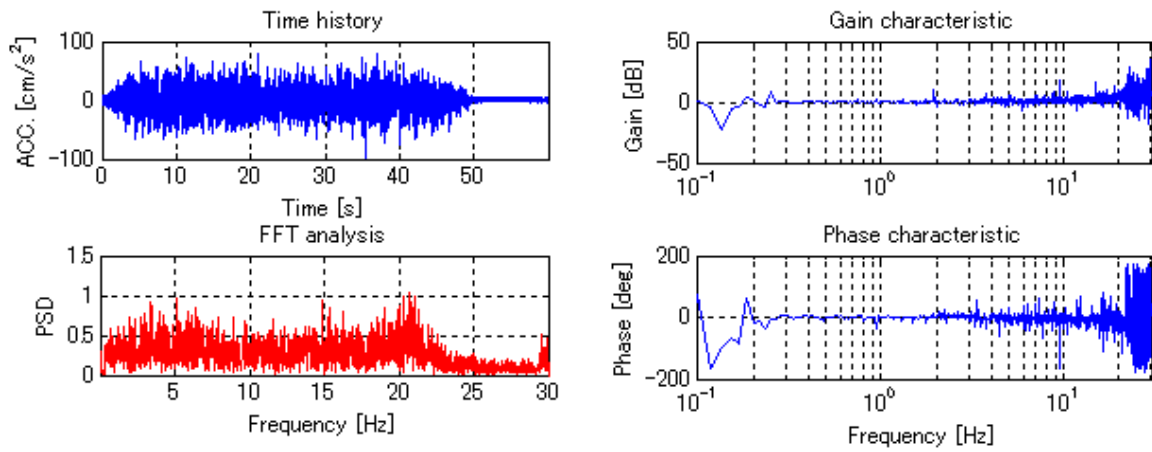 Time history
100
0
-100
ACC. [cm/s²]
0 10 20 30 40 50
Time [s]
Gain characteristic
50
0
-50
Gain [dB]
10⁻¹ 10⁰ 10¹
FFT analysis
1.5
1
0.5
0
PSD
5 10 15 20 25 30
Frequency [Hz]
Phase characteristic
200
0
-200
Phase [deg]
10⁻¹ 10⁰ 10¹
Frequency [Hz]